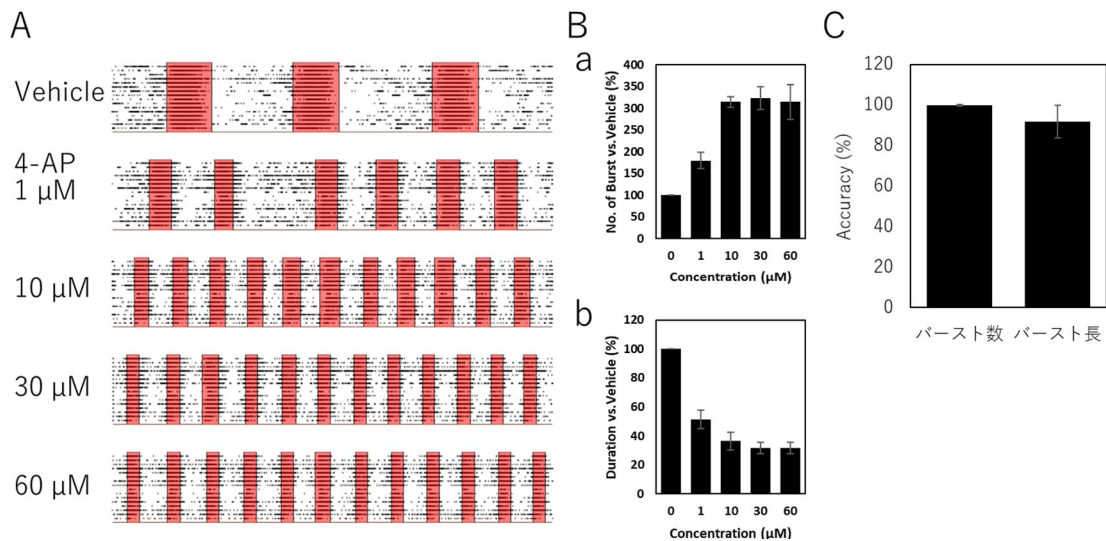 A
Vehicle
4-AP
1 μM
10 μM
30 μM
60 μM
B
a
No. of Burst vs.Vehicle (%)
400
350
300
250
200
150
100
50
0
0 1 10 30 60
Concentration (μM)
b
Duration vs.Vehicle (%)
120
100
80
60
40
20
0
0 1 10 30 60
Concentration (μM)
C
Accuracy (%)
120
100
80
60
40
20
0
バースト数 バースト長